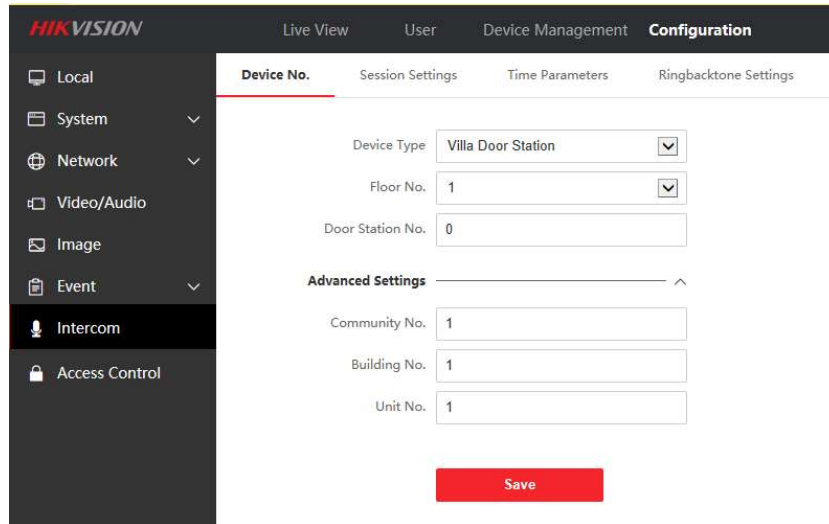 HIKVISION
Live View User Device Management Configuration
Local
System
Network
Video/Audio
Image
Event
Intercom
Access Control
Device No. Session Settings Time Parameters Ringbacktone Settings
Device Type Villa Door Station
Floor No. 1
Door Station No. 0
Advanced Settings
Community No. 1
Building No. 1
Unit No. 1
Save